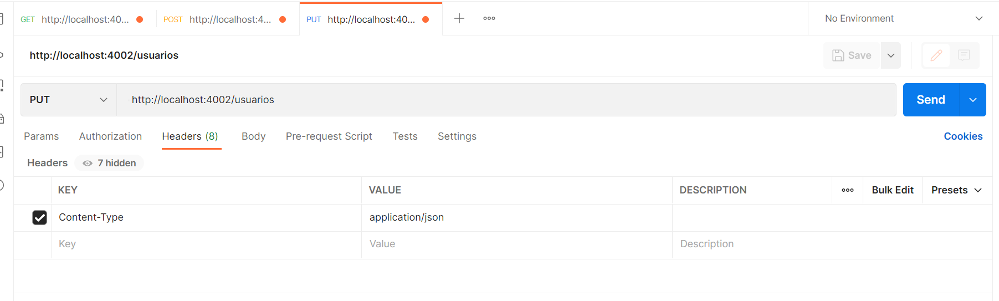 GET http://localhost:40... POST http://localhost:4... PUT http://localhost:40... No Environment
http://localhost:4002/usuarios Save
PUT http://localhost:4002/usuarios Send
Params Authorization Headers (8) Body Pre-request Script Tests Settings Cookies
Headers 7 hidden
KEY VALUE DESCRIPTION Bulk Edit Presets
Content-Type application/json
Key Value Description